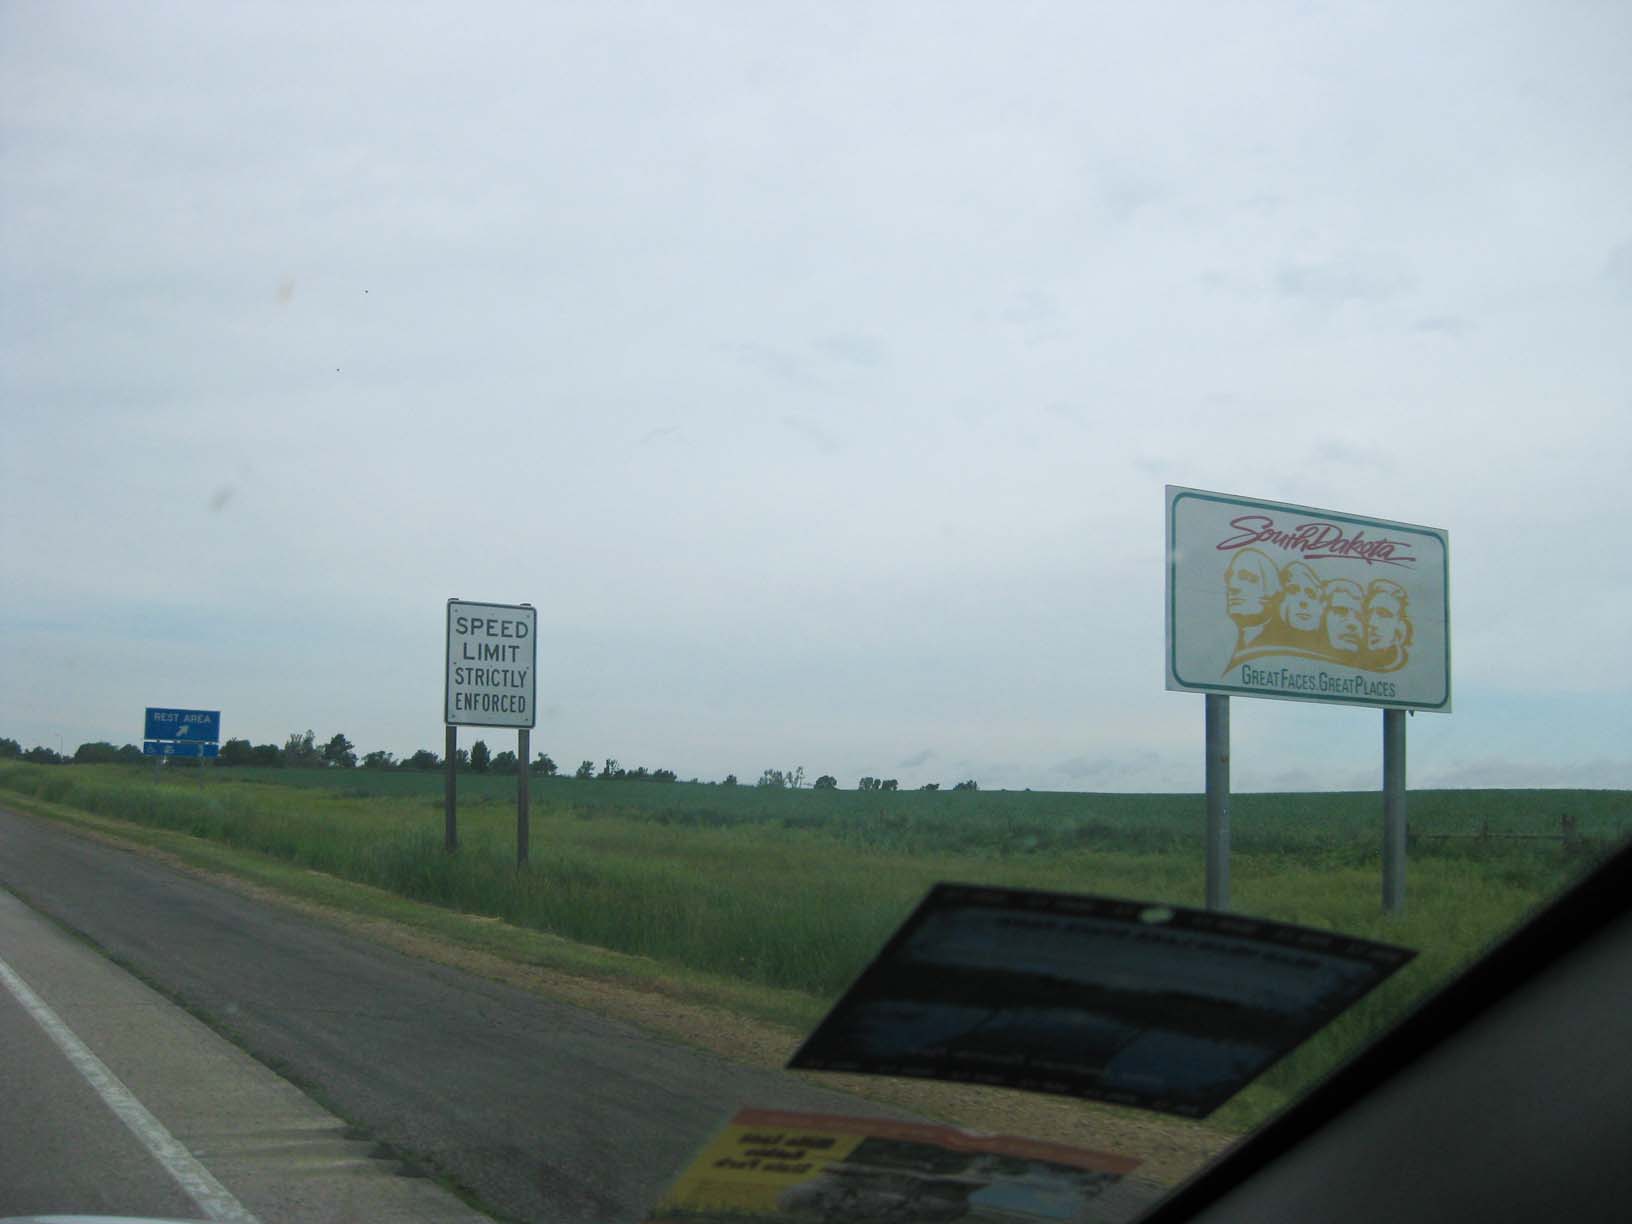 REST AREA
SPEED
LIMIT
STRICTLY
ENFORCED
South Dakota
GREAT FACES. GREAT PLACES